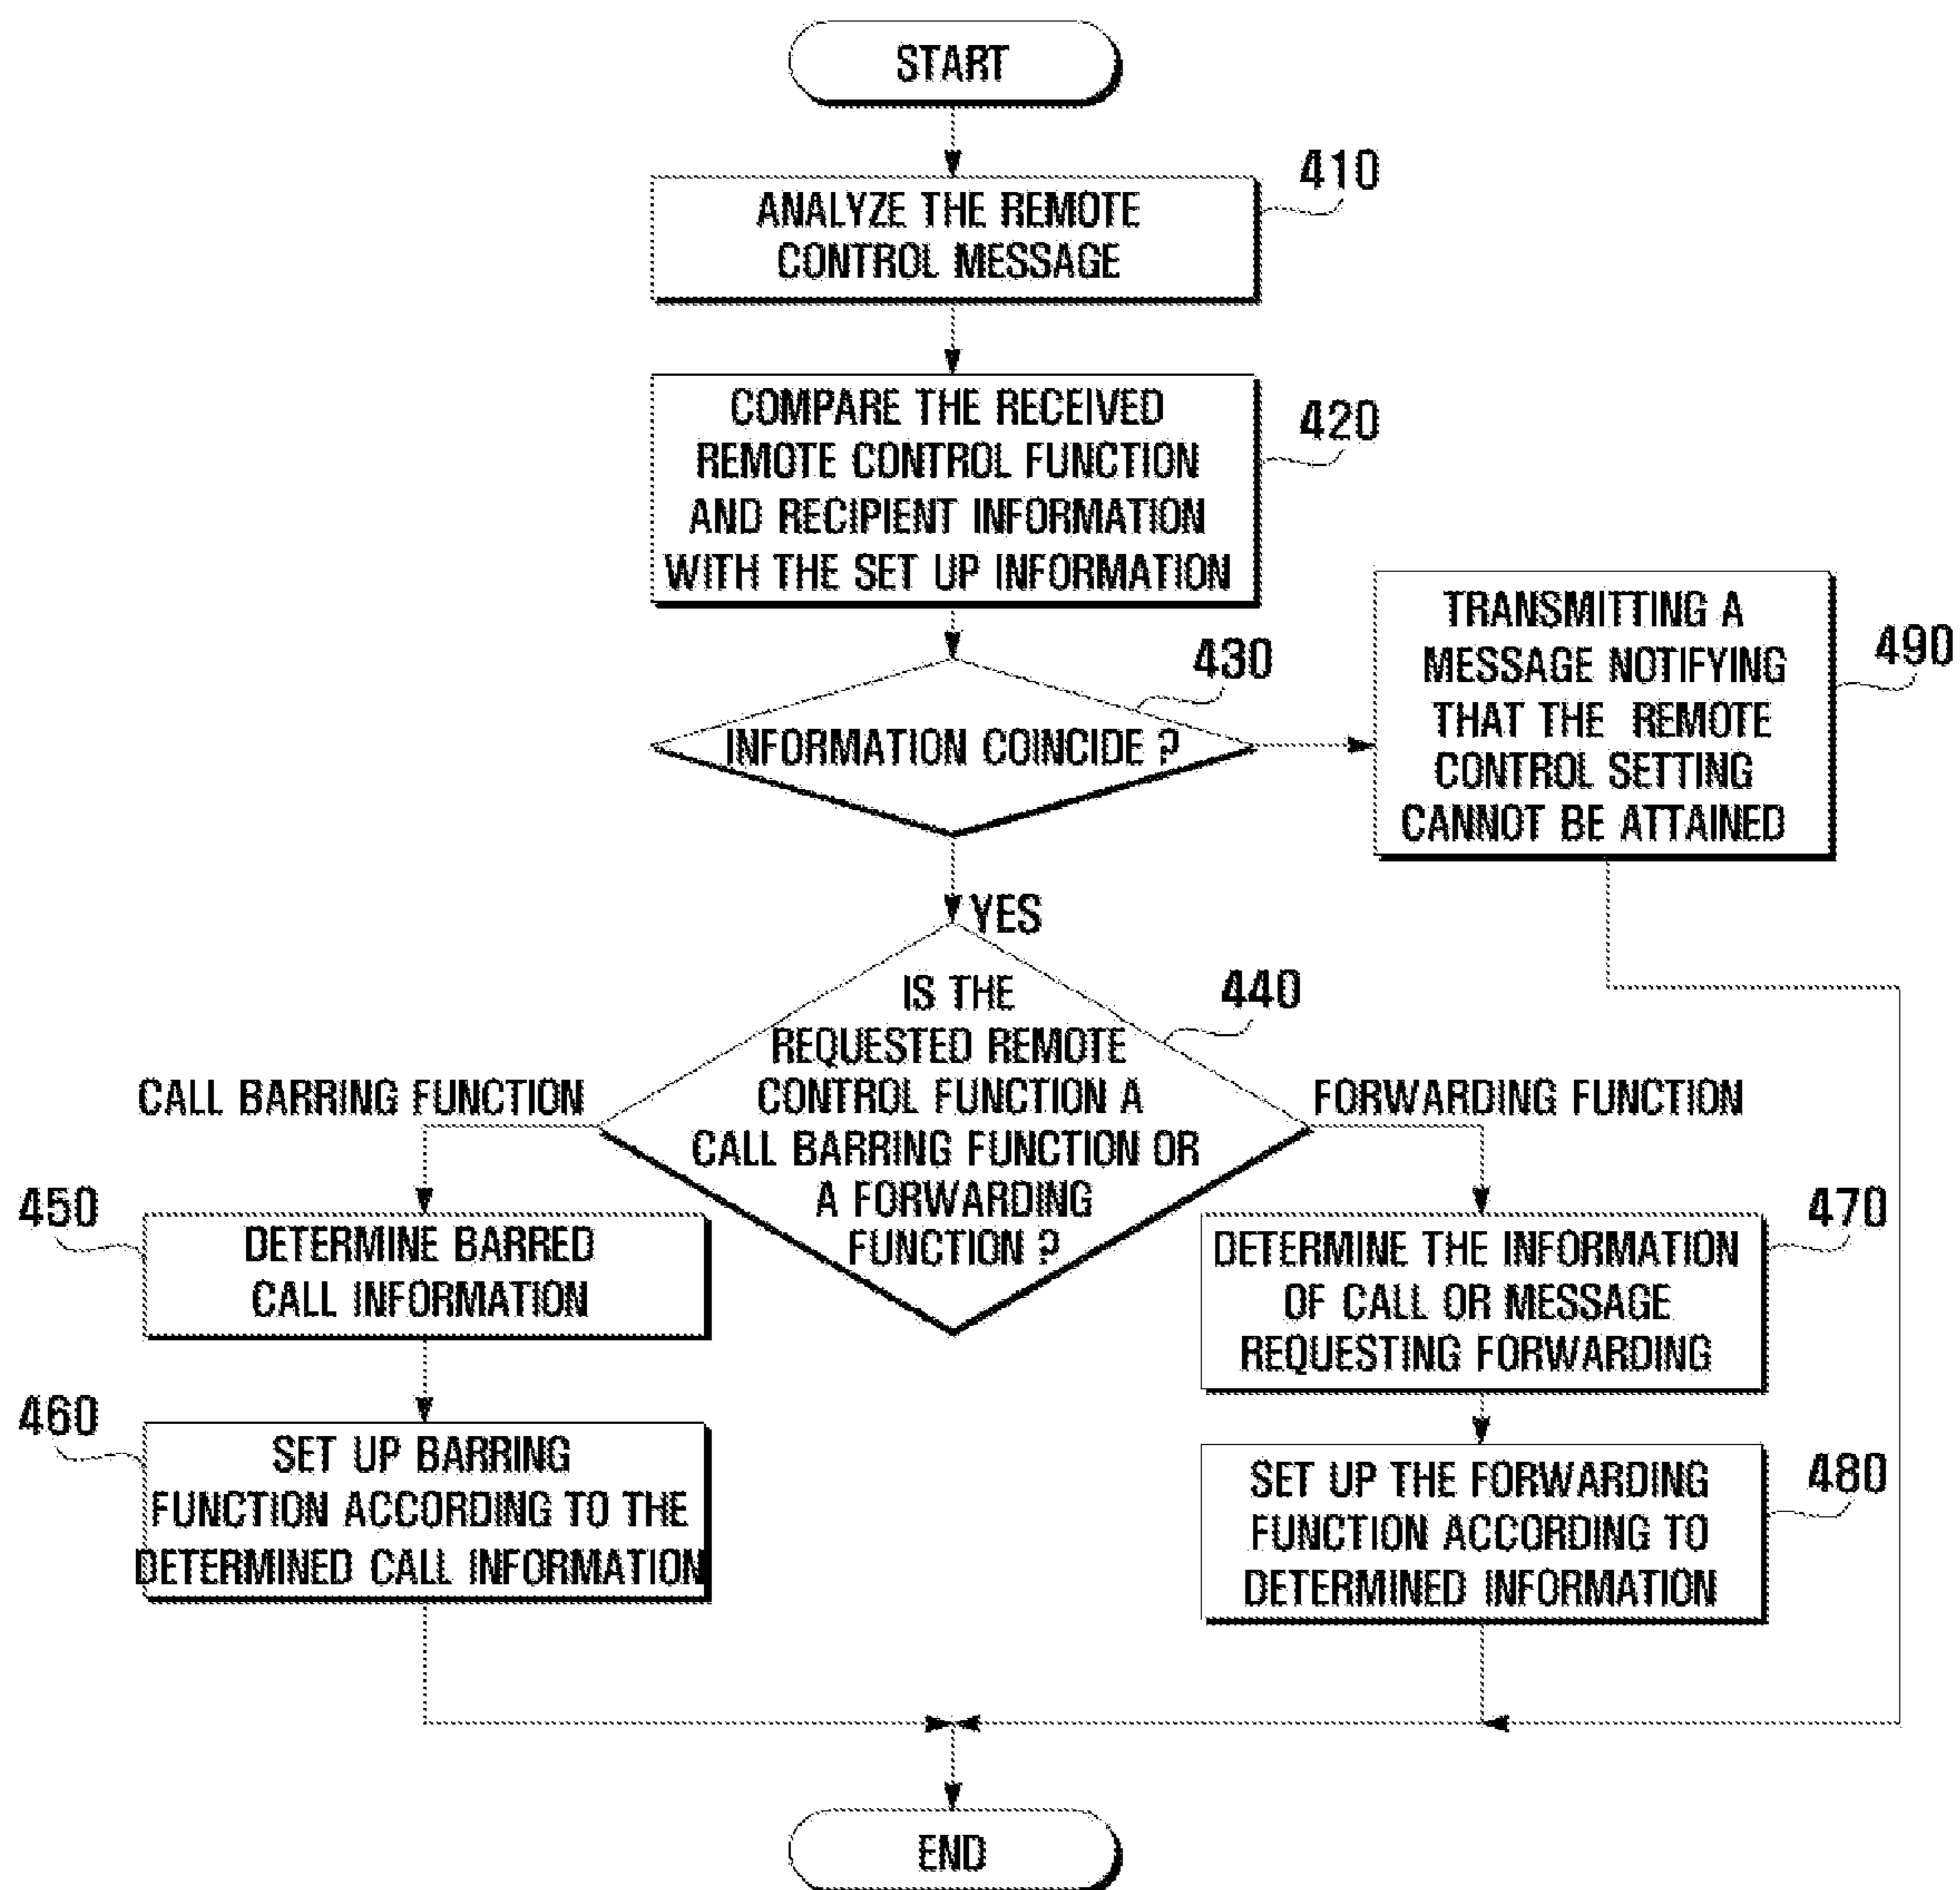 START
410
ANALYZE THE REMOTE
CONTROL MESSAGE
420
COMPARE THE RECEIVED
REMOTE CONTROL FUNCTION
AND RECIPIENT INFORMATION
WITH THE SET UP INFORMATION
430
INFORMATION COINCIDE ?
490
TRANSMITTING A
MESSAGE NOTIFYING
THAT THE REMOTE
CONTROL SETTING
CANNOT BE ATTAINED
YES
440
IS THE
REQUESTED REMOTE
CONTROL FUNCTION A
CALL BARRING FUNCTION OR
A FORWARDING
FUNCTION ?
CALL BARRING FUNCTION
FORWARDING FUNCTION
450
DETERMINE BARRED
CALL INFORMATION
470
DETERMINE THE INFORMATION
OF CALL OR MESSAGE
REQUESTING FORWARDING
460
SET UP BARRING
FUNCTION ACCORDING TO THE
DETERMINED CALL INFORMATION
480
SET UP THE FORWARDING
FUNCTION ACCORDING TO
DETERMINED INFORMATION
END